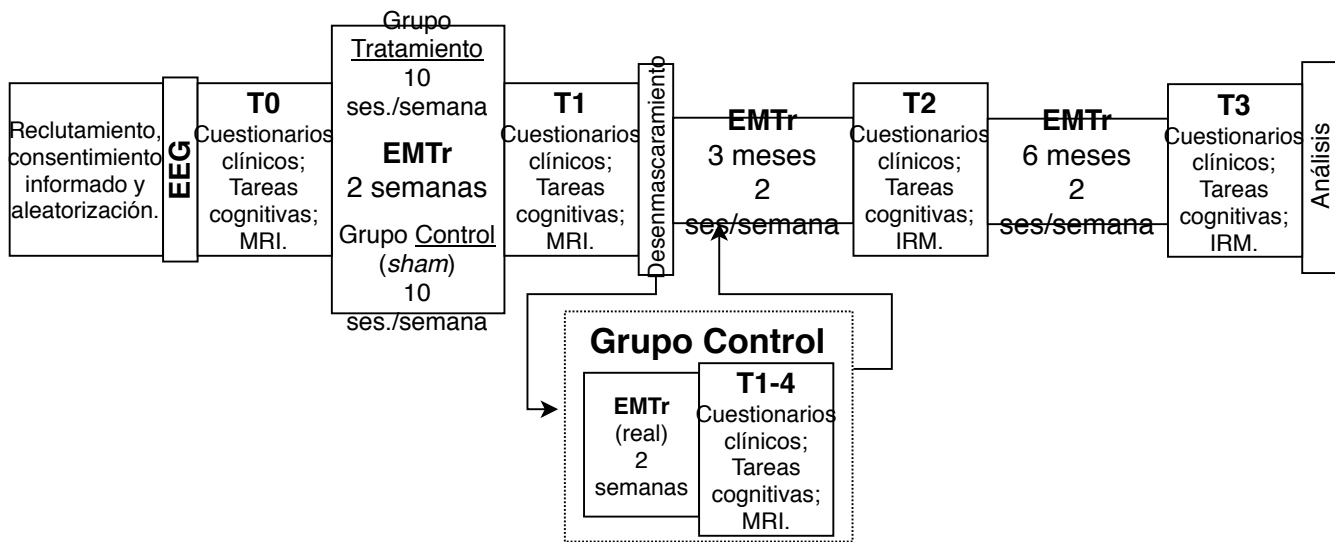 Reclutamiento,
consentimiento
informado y
aleatorización.
EEG
T0
Cuestionarios
clínicos;
Tareas
cognitivas;
MRI.
Grupo
Tratamiento
10
ses./semana
EMTr
2 semanas
Grupo Control
(sham)
10
ses./semana
T1
Cuestionarios
clínicos;
Tareas
cognitivas;
MRI.
Desenmascaramiento
EMTr
3 meses
2
ses/semana
T2
Cuestionarios
clínicos;
Tareas
cognitivas;
IRM.
EMTr
6 meses
2
ses/semana
T3
Cuestionarios
clínicos;
Tareas
cognitivas;
IRM.
Análisis
Grupo Control
EMTr
(real)
2
semanas
T1-4
Cuestionarios
clínicos;
Tareas
cognitivas;
MRI.